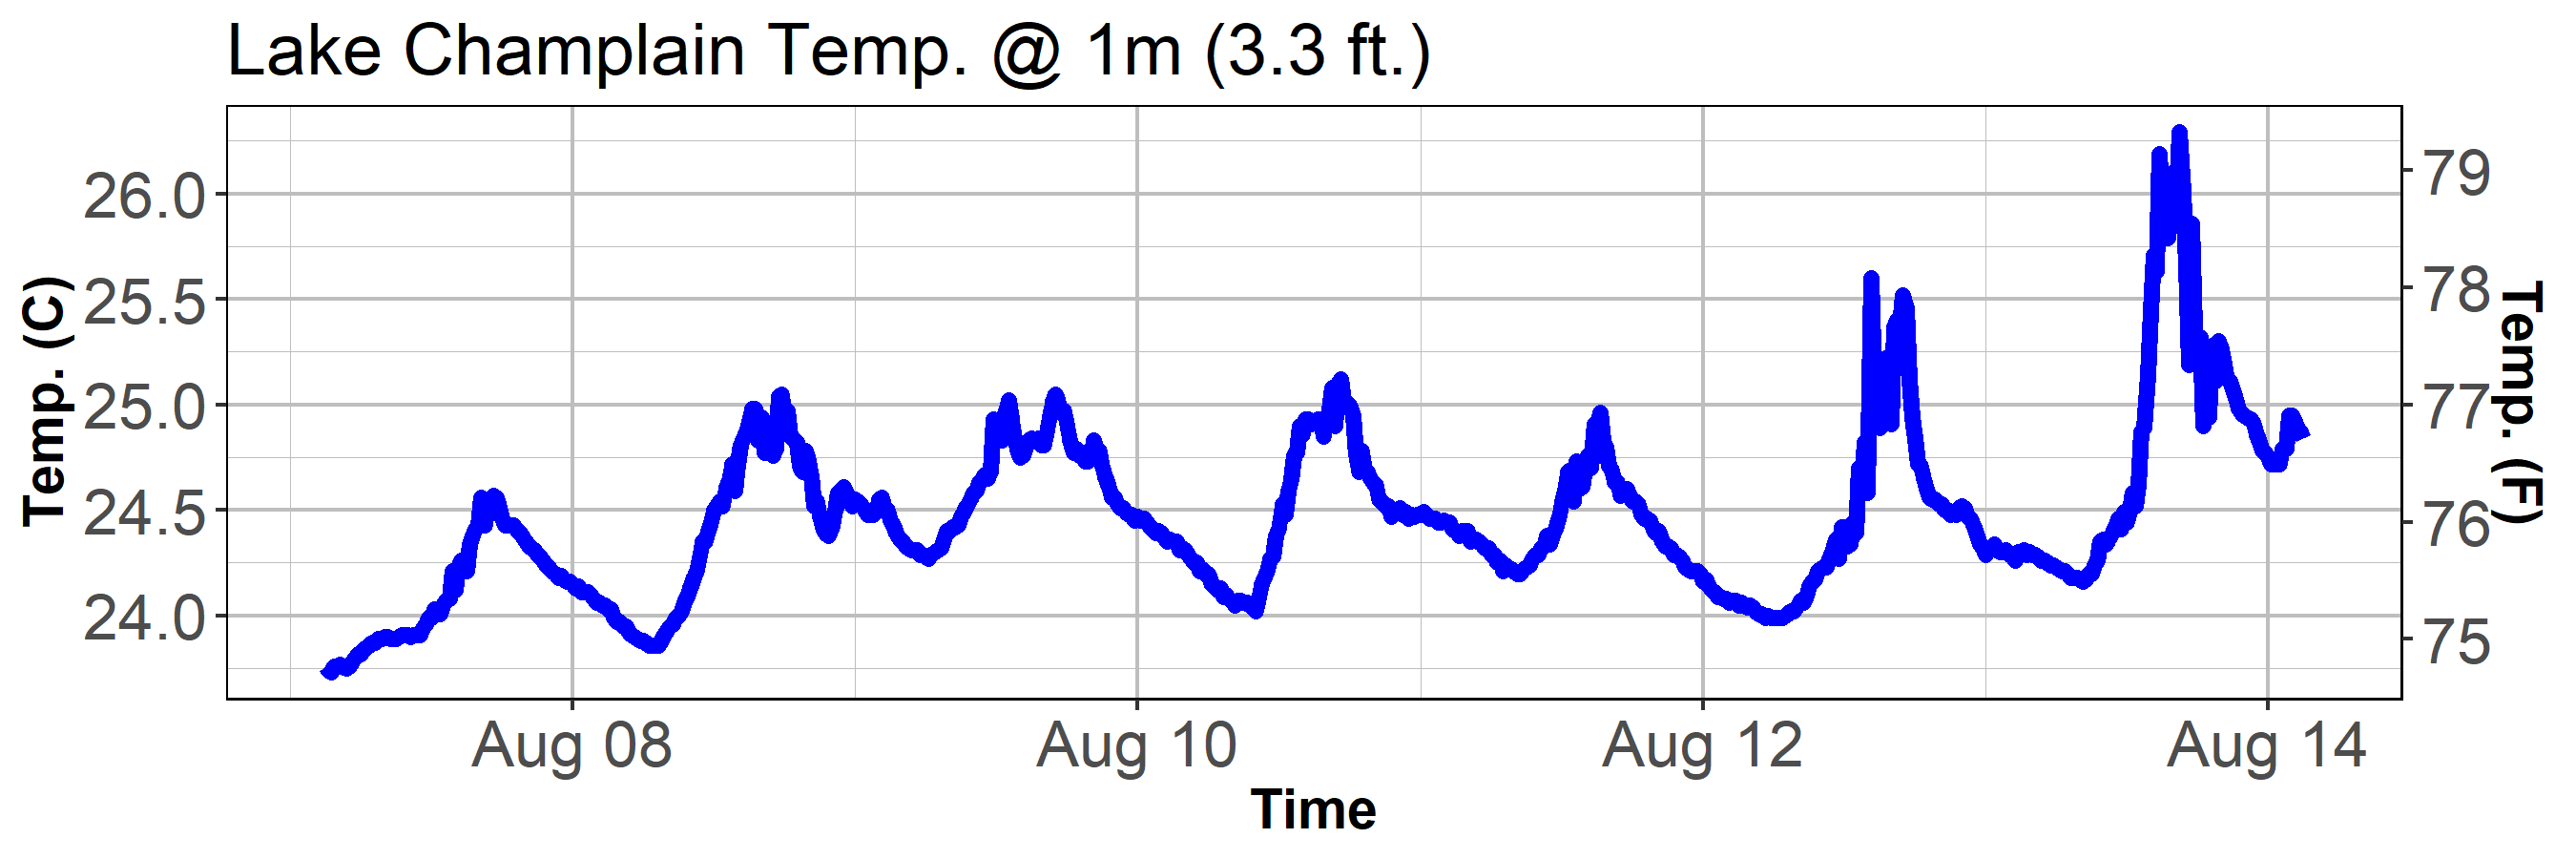 Lake Champlain Temp. @ 1m (3.3 ft.)
Temp. (C)
26.0
25.5
25.0
24.5
24.0
79
78
77
76
75
Temp. (F)
Aug 08 Aug 10 Aug 12 Aug 14
Time